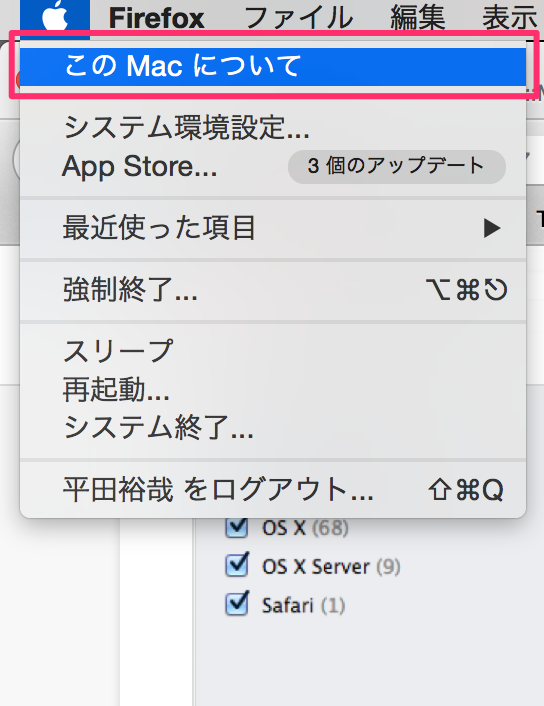 Firefox ファイル 編集 表示
この Mac について
システム環境設定...
App Store... 3 個のアップデート
最近使った項目 ▶
強制終了... ⌥⌘⎋
スリープ
再起動...
システム終了...
平田裕哉 をログアウト... ⇧⌘Q
OS X (68)
OS X Server (9)
Safari (1)